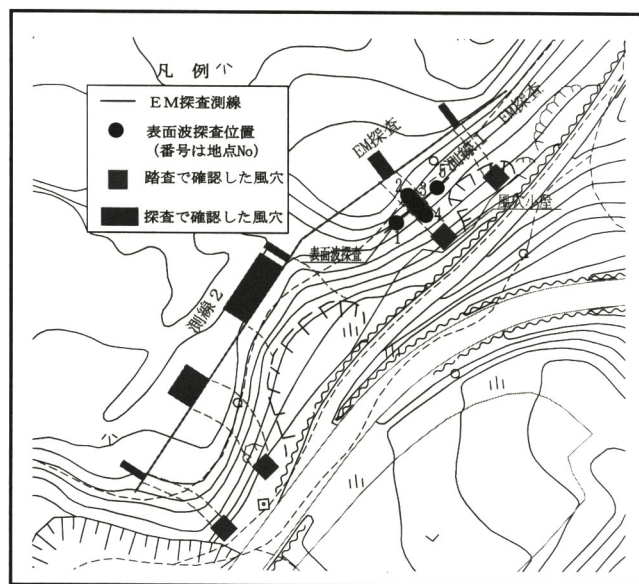 凡例
EM探査測線
表面波探査位置
(番号は地点No)
踏査で確認した風穴
探査で確認した風穴
EM探査
EM探査
測線1
2
3
5
4
1
風穴小屋
表面波探査
測線2